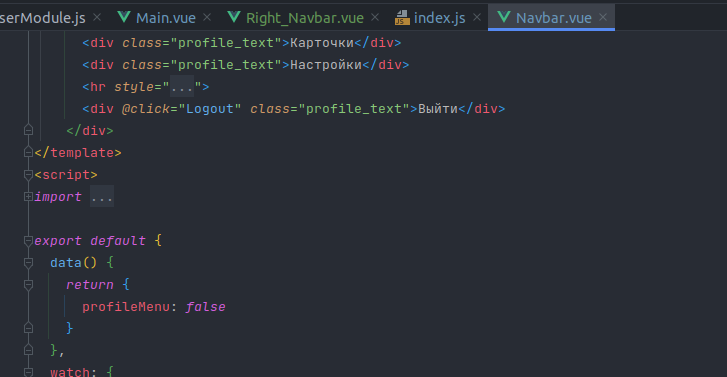 serModule.js × Main.vue × Right_Navbar.vue × index.js × Navbar.vue ×
<div class="profile_text">Карточки</div>
<div class="profile_text">Настройки</div>
<hr style="...">
<div @click="Logout" class="profile_text">Выйти</div>
</div>
</template>
<script>
import ...
export default {
data() {
return {
profileMenu: false
}
},
watch: {